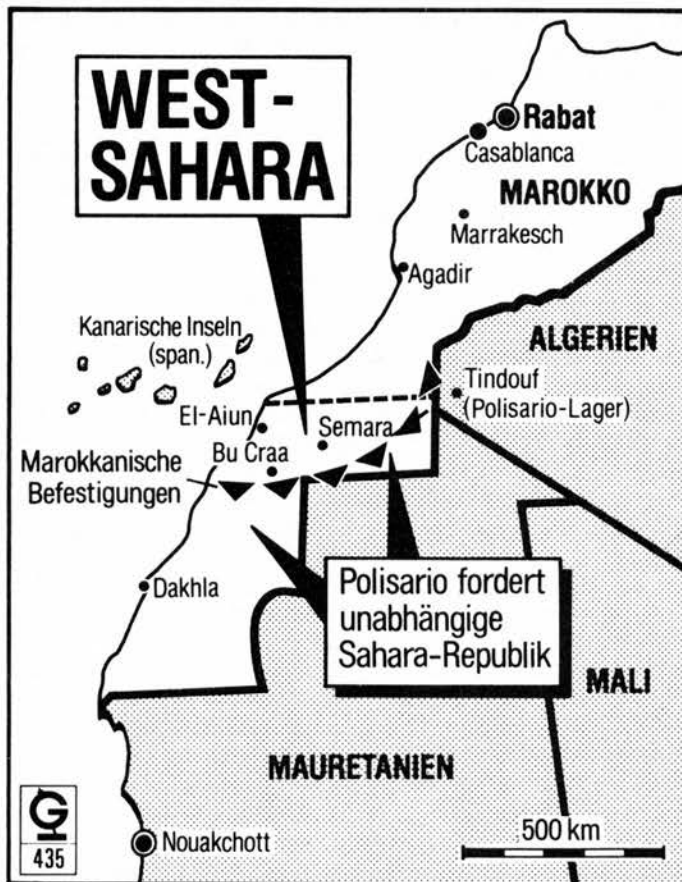 WEST-
SAHARA
Rabat
Casablanca
MAROKKO
Marrakesch
Agadir
Kanarische Inseln
(span.)
ALGERIEN
Tindouf
(Polisario-Lager)
El-Aiun
Semara
Bu Craa
Marokkanische
Befestigungen
Dakhla
Polisario fordert
unabhängige
Sahara-Republik
MALI
MAURETANIEN
500 km
G
435
Nouakchott